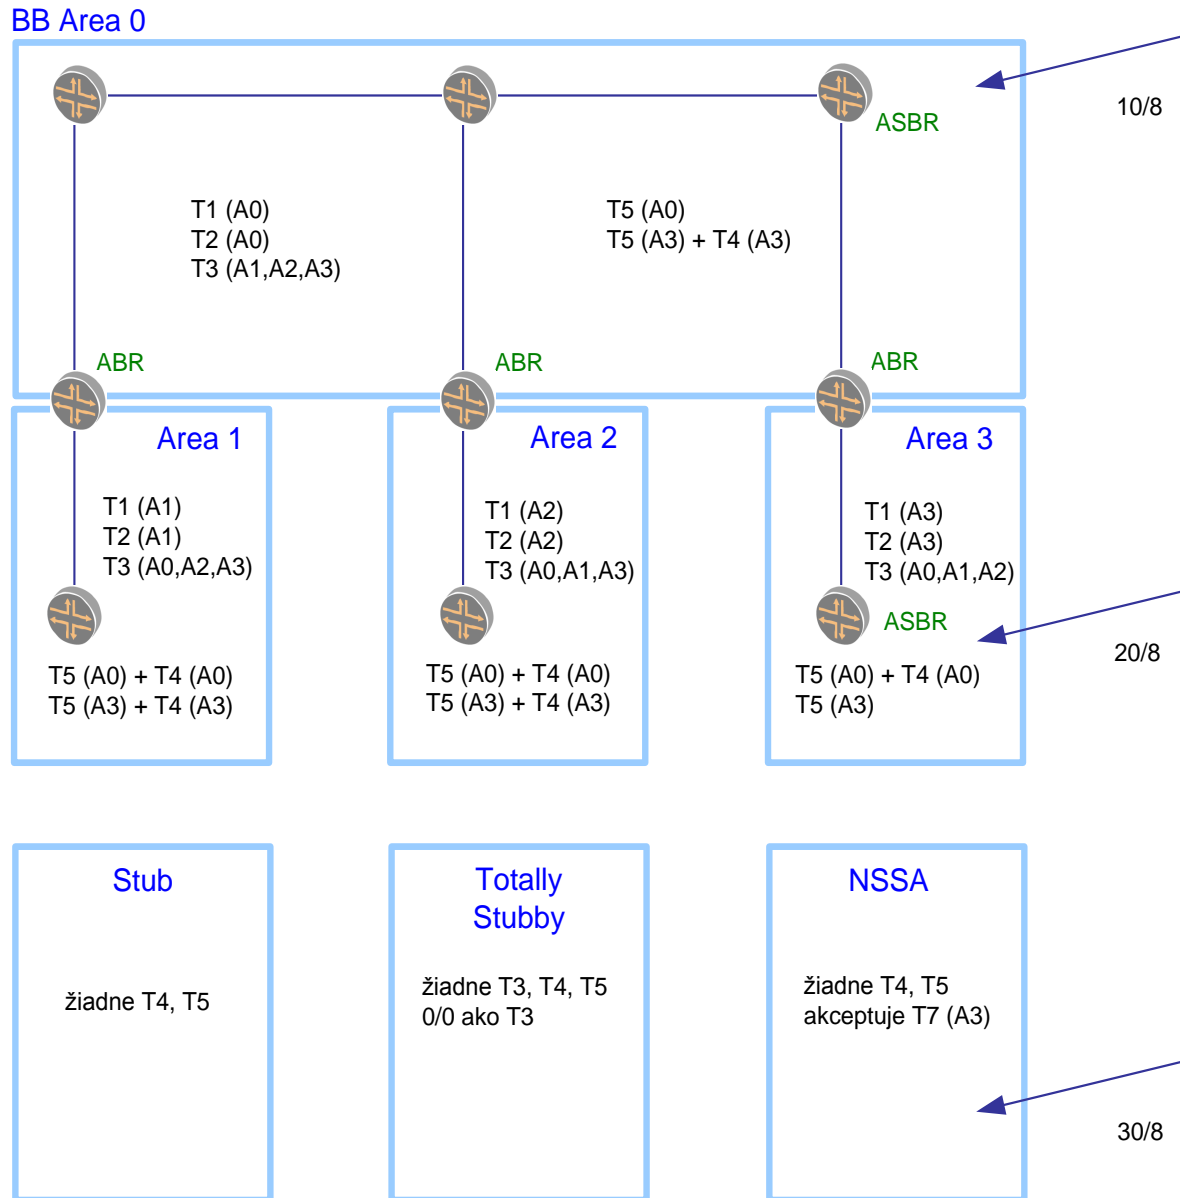 BB Area 0
10/8
ASBR
T1 (A0)
T2 (A0)
T3 (A1,A2,A3)
T5 (A0)
T5 (A3) + T4 (A3)
ABR
ABR
ABR
Area 1
T1 (A1)
T2 (A1)
T3 (A0,A2,A3)
T5 (A0) + T4 (A0)
T5 (A3) + T4 (A3)
Area 2
T1 (A2)
T2 (A2)
T3 (A0,A1,A3)
T5 (A0) + T4 (A0)
T5 (A3) + T4 (A3)
Area 3
T1 (A3)
T2 (A3)
T3 (A0,A1,A2)
ASBR
T5 (A0) + T4 (A0)
T5 (A3)
20/8
Stub
žiadne T4, T5
Totally
Stubby
žiadne T3, T4, T5
0/0 ako T3
NSSA
žiadne T4, T5
akceptuje T7 (A3)
30/8